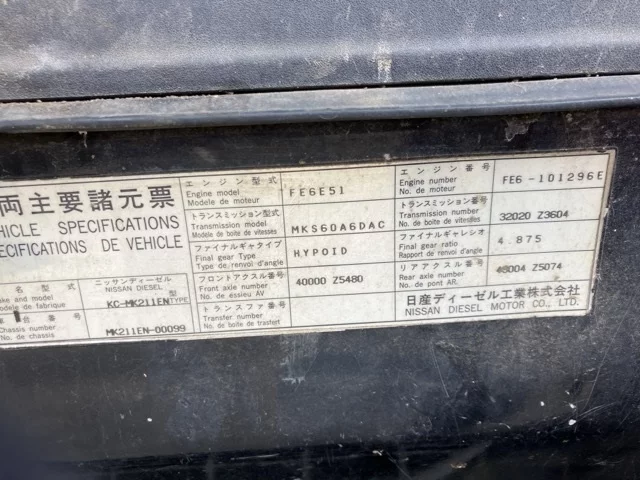 両主要諸元票
HICLE SPECIFICATIONS
ECIFICATIONS DE VEHICLE
名型式
ニッサンディーゼル
NISSAN DIESEL
ake and model
Modele de fabrique
KC-MK211EN TYPE
番号
Chassis number
No. de chassis
MK211EN-00099
エンジン型式
Engine model
Modele de moteur
FE6E51
エンジン番号
Engine number
No. de moteur
FE6-101296E
トランスミッション型式
Transmission model
Modele de boite de vitesses
MKS60A6DAC
トランスミッション番号
Transmission number
No. de boite de vitesses
32020 Z3604
ファイナルギヤタイプ
Final gear Type
Type de renvoi d'angle
HYPOID
ファイナルギャレシオ
Final gear ratio
Rapport de renvoi d'angle
4.875
フロントアクスル番号
Front axle number
No. de essieu AV
40000 Z5480
リヤアクスル番号
Rear axle number
No. de pont AR.
43004 Z5074
トランスファ番号
Transfer number
No. de boite de trasfert
日産ディーゼル工業株式会社
NISSAN DIESEL MOTOR CO., LTD.